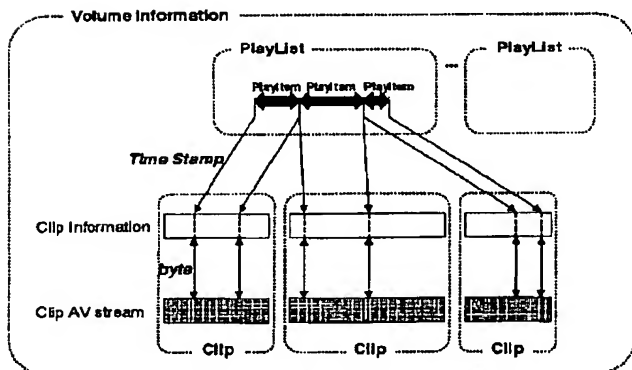 Volume Information
PlayList
...
PlayList
PlayItem PlayItem PlayItem
Time Stamp
Clip Information
byte
Clip AV stream
Clip
Clip
Clip